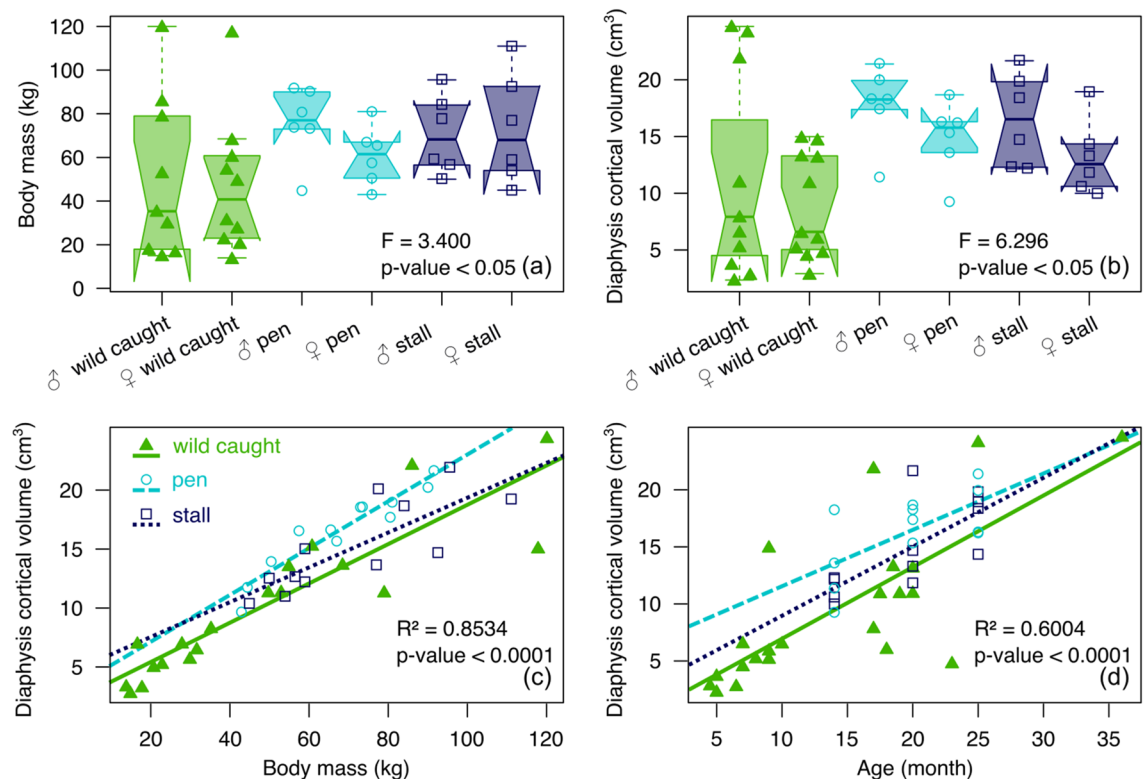 Body mass (kg)
120
100
80
60
40
20
0
F = 3.400
p-value < 0.05 (a)
♂ wild caught
♀ wild caught
♂ pen
♀ pen
♂ stall
♀ stall
Diaphysis cortical volume (cm³)
20
15
10
5
F = 6.296
p-value < 0.05 (b)
♂ wild caught
♀ wild caught
♂ pen
♀ pen
♂ stall
♀ stall
Diaphysis cortical volume (cm³)
20
15
10
5
wild caught
pen
stall
R² = 0.8534
p-value < 0.0001
(c)
20 40 60 80 100 120
Body mass (kg)
Diaphysis cortical volume (cm³)
20
15
10
5
R² = 0.6004
p-value < 0.0001
(d)
5 10 15 20 25 30 35
Age (month)